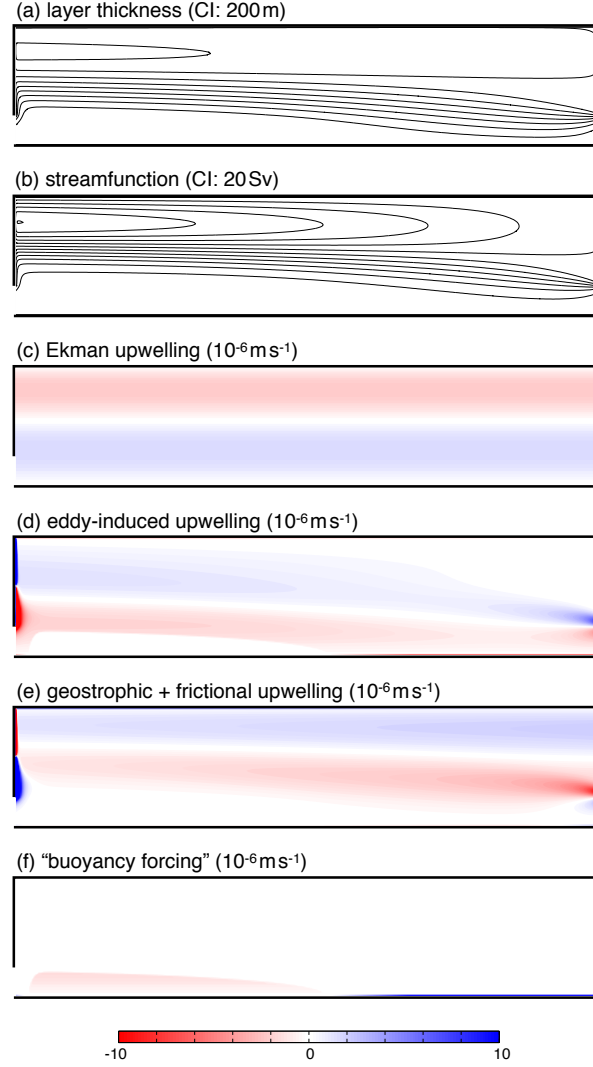 (a) layer thickness (CI: 200 m)
(b) streamfunction (CI: 20 Sv)
(c) Ekman upwelling (10-6 m s-1)
(d) eddy-induced upwelling (10-6 m s-1)
(e) geostrophic + frictional upwelling (10-6 m s-1)
(f) “buoyancy forcing” (10-6 m s-1)
-10 0 10